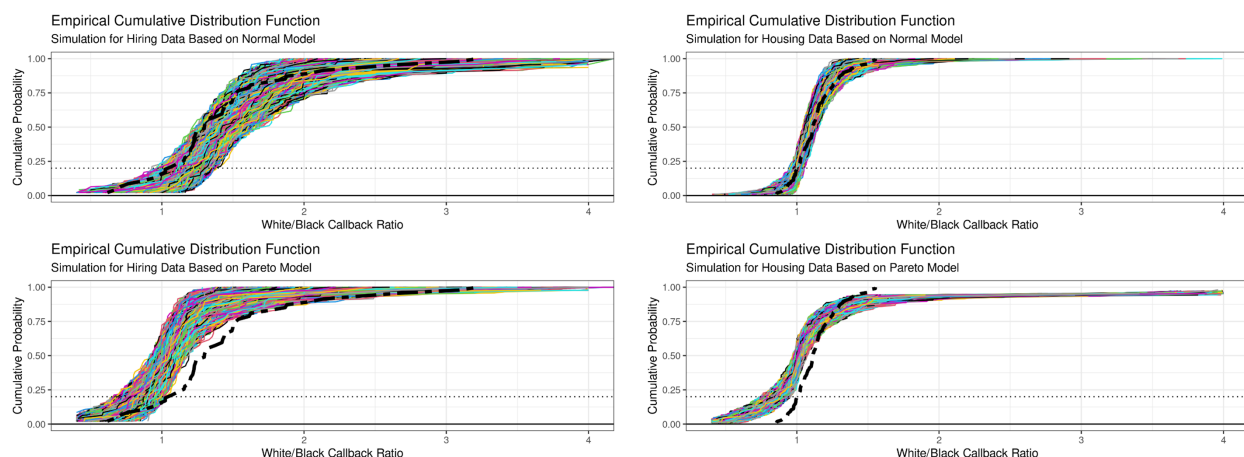 Empirical Cumulative Distribution Function
Simulation for Hiring Data Based on Normal Model
1.00
0.75
0.50
0.25
0.00
Cumulative Probability
1 2 3 4
White/Black Callback Ratio
Empirical Cumulative Distribution Function
Simulation for Housing Data Based on Normal Model
1.00
0.75
0.50
0.25
0.00
Cumulative Probability
1 2 3 4
White/Black Callback Ratio
Empirical Cumulative Distribution Function
Simulation for Hiring Data Based on Pareto Model
1.00
0.75
0.50
0.25
0.00
Cumulative Probability
1 2 3 4
White/Black Callback Ratio
Empirical Cumulative Distribution Function
Simulation for Housing Data Based on Pareto Model
1.00
0.75
0.50
0.25
0.00
Cumulative Probability
1 2 3 4
White/Black Callback Ratio